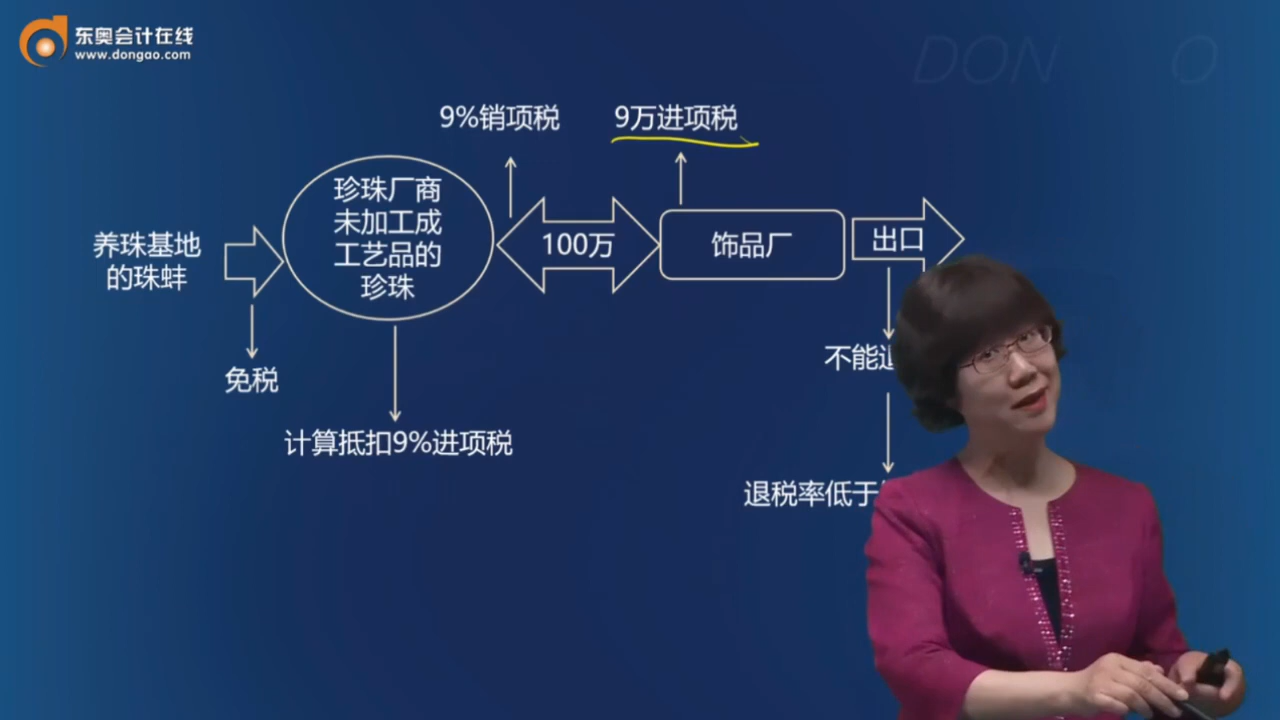 东奥会计在线
www.dongao.com
DON O
9%销项税
9万进项税
珍珠厂商
未加工成
工艺品的
珍珠
养珠基地
的珠蚌
100万
饰品厂
出口
免税
不能退
计算抵扣9%进项税
退税率低于